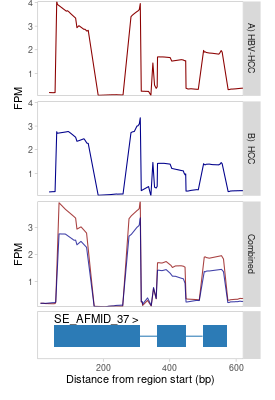 4
3
2
1
FPM
A) HBV-HCC
4
3
2
1
B) HCC
FPM
4
3
2
1
Combined
SE_AFMID_37 >
200
400
600
Distance from region start (bp)